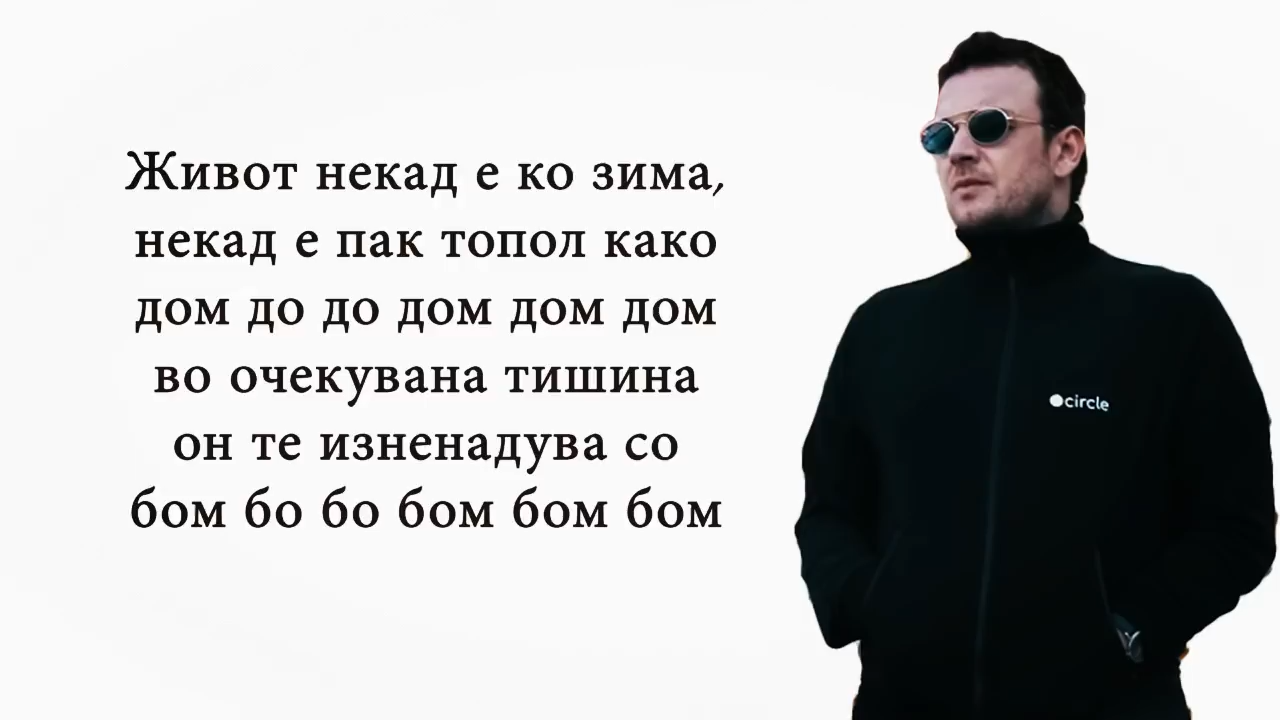 Живот некад е ко зима,
некад е пак топол како
дом до до дом дом дом
во очекувана тишина
он те изненадува со
бом бо бо бом бом бом
circle